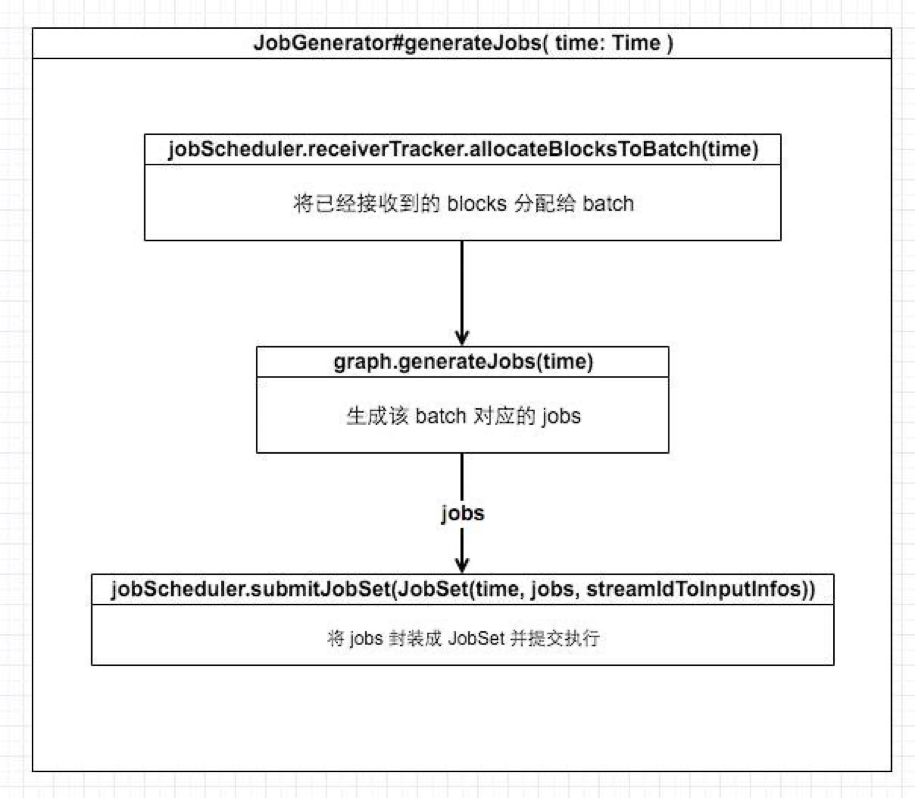 JobGenerator#generateJobs( time: Time )
jobScheduler.receiverTracker.allocateBlocksToBatch(time)
将已经接收到的 blocks 分配给 batch
graph.generateJobs(time)
生成该 batch 对应的 jobs
jobs
jobScheduler.submitJobSet(JobSet(time, jobs, streamIdToInputInfos))
将 jobs 封装成 JobSet 并提交执行